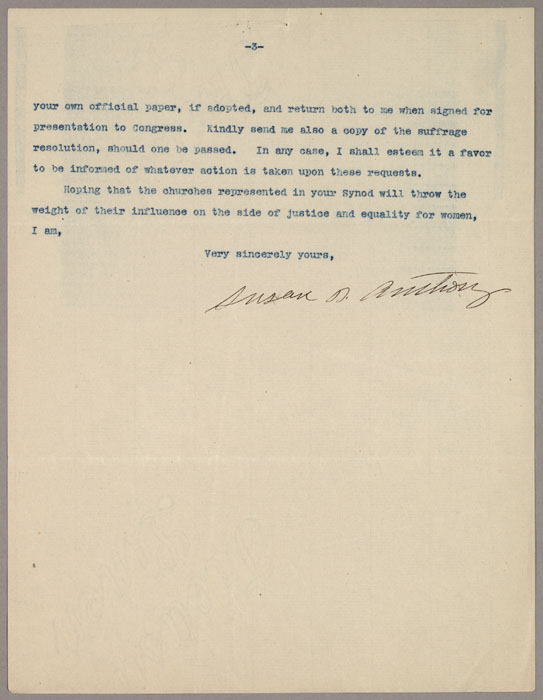 -3-
your own official paper, if adopted, and return both to me when signed for
presentation to Congress. Kindly send me also a copy of the suffrage
resolution, should one be passed. In any case, I shall esteem it a favor
to be informed of whatever action is taken upon these requests.
Hoping that the churches represented in your Synod will throw the
weight of their influence on the side of justice and equality for women,
I am,
Very sincerely yours,
Susan B. Anthony